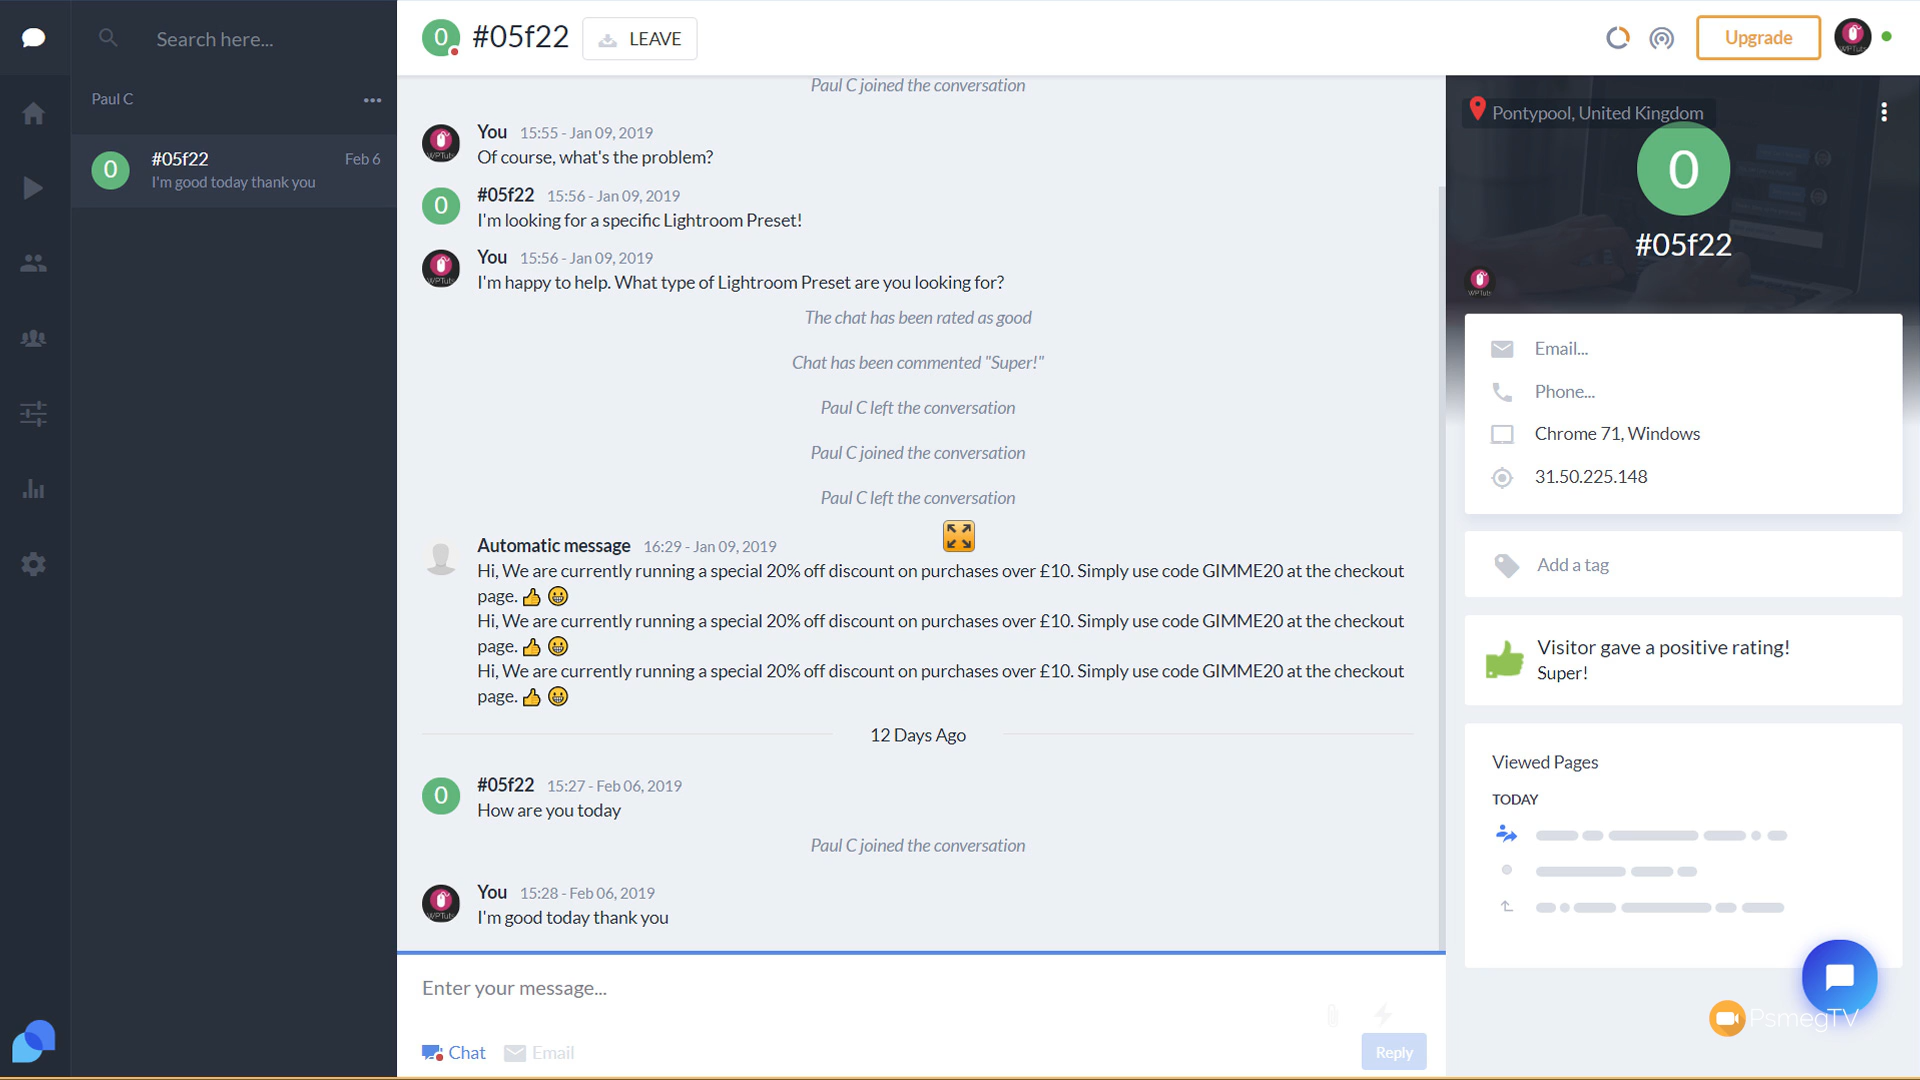 Search here...
Paul C
#05f22
Feb 6
I'm good today thank you
0
0
#05f22
LEAVE
Upgrade
Paul C joined the conversation
You 15:55 - Jan 09, 2019
Of course, what's the problem?
0
#05f22 15:56 - Jan 09, 2019
I'm looking for a specific Lightroom Preset!
You 15:56 - Jan 09, 2019
I'm happy to help. What type of Lightroom Preset are you looking for?
The chat has been rated as good
Chat has been commented "Super!"
Paul C left the conversation
Paul C joined the conversation
Paul C left the conversation
Automatic message 16:29 - Jan 09, 2019
Hi, We are currently running a special 20% off discount on purchases over £10. Simply use code GIMME20 at the checkout
page. 👍 😀
Hi, We are currently running a special 20% off discount on purchases over £10. Simply use code GIMME20 at the checkout
page. 👍 😀
Hi, We are currently running a special 20% off discount on purchases over £10. Simply use code GIMME20 at the checkout
page. 👍 😀
12 Days Ago
0
#05f22 15:27 - Feb 06, 2019
How are you today
Paul C joined the conversation
You 15:28 - Feb 06, 2019
I'm good today thank you
Enter your message...
Chat
Email
Reply
Pontypool, United Kingdom
0
#05f22
Email...
Phone...
Chrome 71, Windows
31.50.225.148
Add a tag
Visitor gave a positive rating!
Super!
Viewed Pages
TODAY
PsmegTV